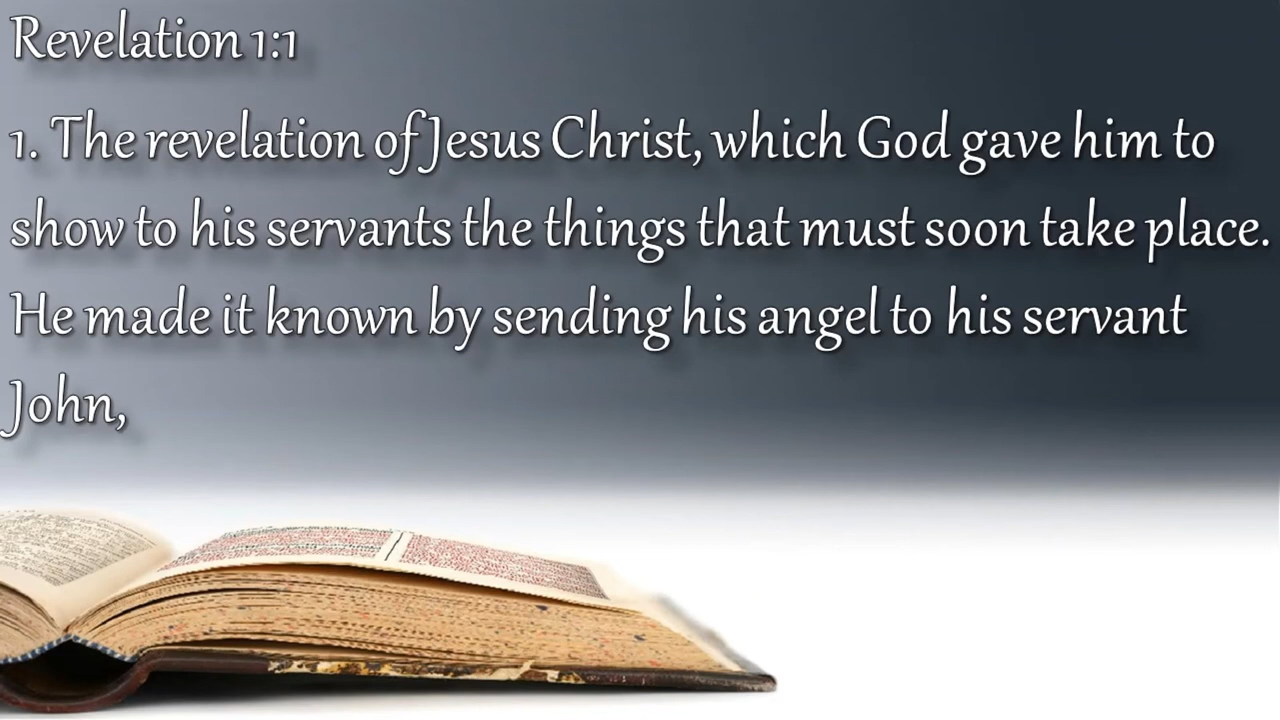 Revelation 1:1
1. The revelation of Jesus Christ, which God gave him to
show to his servants the things that must soon take place.
He made it known by sending his angel to his servant
John,